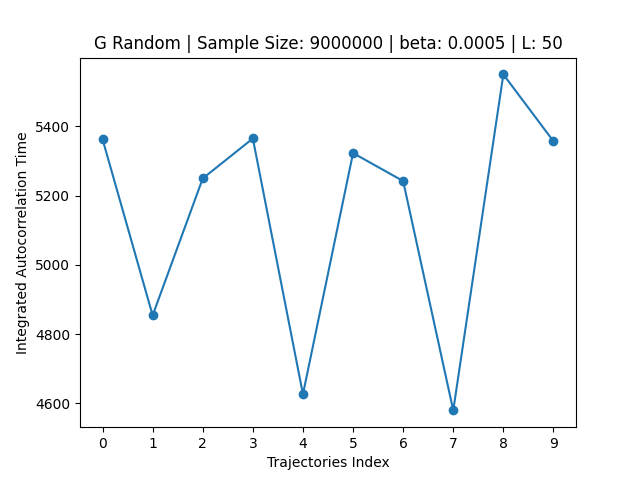 G Random | Sample Size: 9000000 | beta: 0.0005 | L: 50
Integrated Autocorrelation Time
5400
5200
5000
4800
4600
0 1 2 3 4 5 6 7 8 9
Trajectories Index